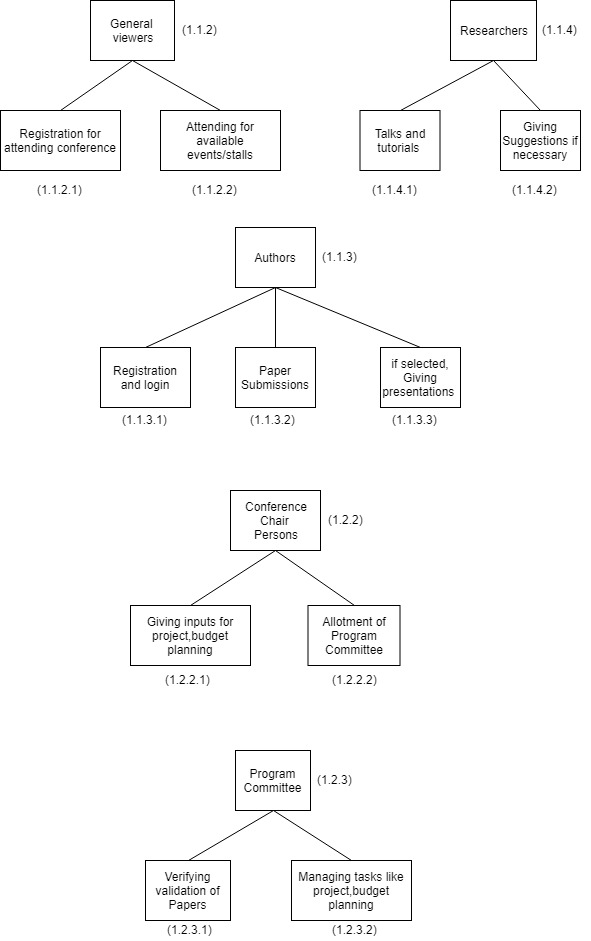 General
viewers
(1.1.2)
Researchers
(1.1.4)
Registration for
attending conference
Attending for
available
events/stalls
Talks and
tutorials
Giving
Suggestions if
necessary
(1.1.2.1)
(1.1.2.2)
(1.1.4.1)
(1.1.4.2)
Authors
(1.1.3)
Registration
and login
Paper
Submissions
if selected,
Giving
presentations
(1.1.3.1)
(1.1.3.2)
(1.1.3.3)
Conference
Chair
Persons
(1.2.2)
Giving inputs for
project,budget
planning
Allotment of
Program
Committee
(1.2.2.1)
(1.2.2.2)
Program
Committee
(1.2.3)
Verifying
validation of
Papers
Managing tasks like
project,budget
planning
(1.2.3.1)
(1.2.3.2)